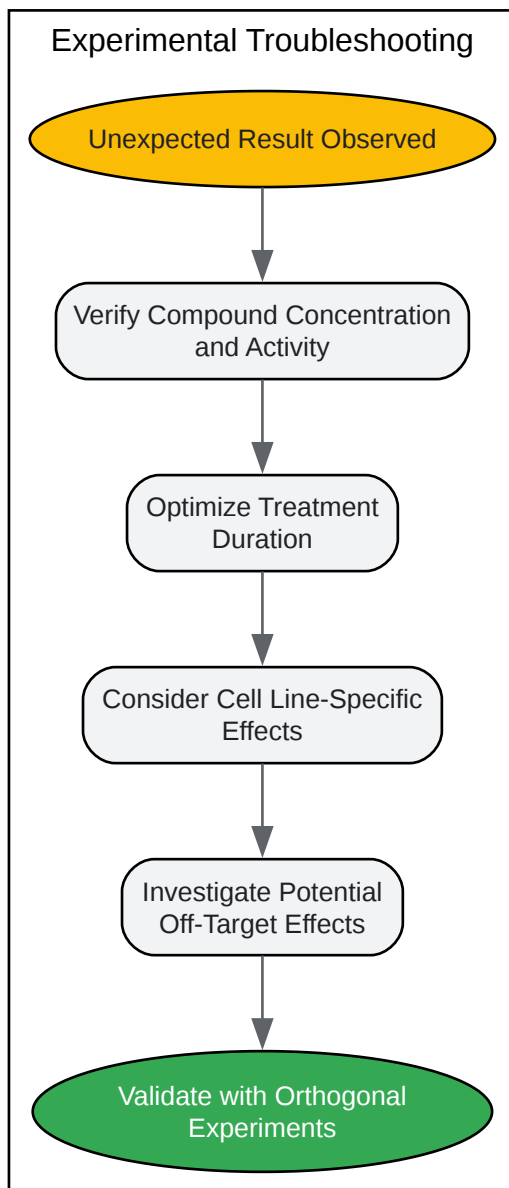 Experimental Troubleshooting
Unexpected Result Observed
Verify Compound Concentration
and Activity
Optimize Treatment
Duration
Consider Cell Line-Specific
Effects
Investigate Potential
Off-Target Effects
Validate with Orthogonal
Experiments